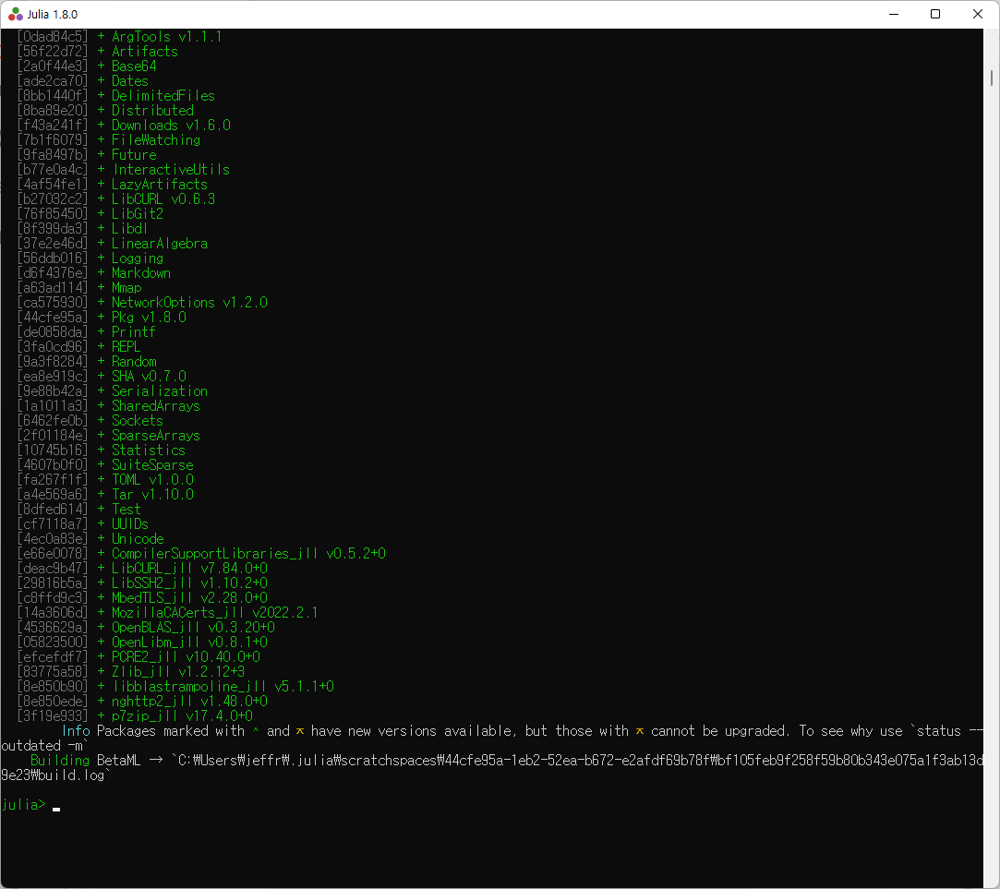 Julia 1.8.0
[0dad84c5] + ArgTools v1.1.1
[56f22d72] + Artifacts
[2a0f44e3] + Base64
[ade2ca70] + Dates
[8bb1440f] + DelimitedFiles
[8ba89e20] + Distributed
[f43a241f] + Downloads v1.6.0
[7b1f6079] + FileWatching
[9fa8497b] + Future
[b77e0a4c] + InteractiveUtils
[4af54fe1] + LazyArtifacts
[b27032c2] + LibCURL v0.6.3
[76f85450] + LibGit2
[8f399da3] + Libdl
[37e2e46d] + LinearAlgebra
[56ddb016] + Logging
[d6f4376e] + Markdown
[a63ad114] + Mmap
[ca575930] + NetworkOptions v1.2.0
[44cfe95a] + Pkg v1.8.0
[de0858da] + Printf
[3fa0cd96] + REPL
[9a3f8284] + Random
[ea8e919c] + SHA v0.7.0
[9e88b42a] + Serialization
[1a1011a3] + SharedArrays
[6462fe0b] + Sockets
[2f01184e] + SparseArrays
[10745b16] + Statistics
[4607b0f0] + SuiteSparse
[fa267f1f] + TOML v1.0.0
[a4e569a6] + Tar v1.10.0
[8dfed614] + Test
[cf7118a7] + UUIDs
[4ec0a83e] + Unicode
[e66e0078] + CompilerSupportLibraries_jll v0.5.2+0
[deac9b47] + LibCURL_jll v7.84.0+0
[29816b5a] + LibSSH2_jll v1.10.2+0
[c8ffd9c3] + MbedTLS_jll v2.28.0+0
[14a3606d] + MozillaCACerts_jll v2022.2.1
[4536629a] + OpenBLAS_jll v0.3.20+0
[05823500] + OpenLibm_jll v0.8.1+0
[efcefdf7] + PCRE2_jll v10.40.0+0
[83775a58] + Zlib_jll v1.2.12+3
[8e850b90] + libblastrampoline_jll v5.1.1+0
[8e850ede] + nghttp2_jll v1.48.0+0
[3f19e933] + p7zip_jll v17.4.0+0
Info Packages marked with ⌃ and ⌅ have new versions available, but those with ⌅ cannot be upgraded. To see why use `status --
outdated -m`
Building BetaML → `C:₩Users₩jeffr₩.julia₩scratchspaces₩44cfe95a-1eb2-52ea-b672-e2afdf69b78f₩bf105feb9f258f59b80b343e075a1f3ab13d
9e23₩build.log`
julia>